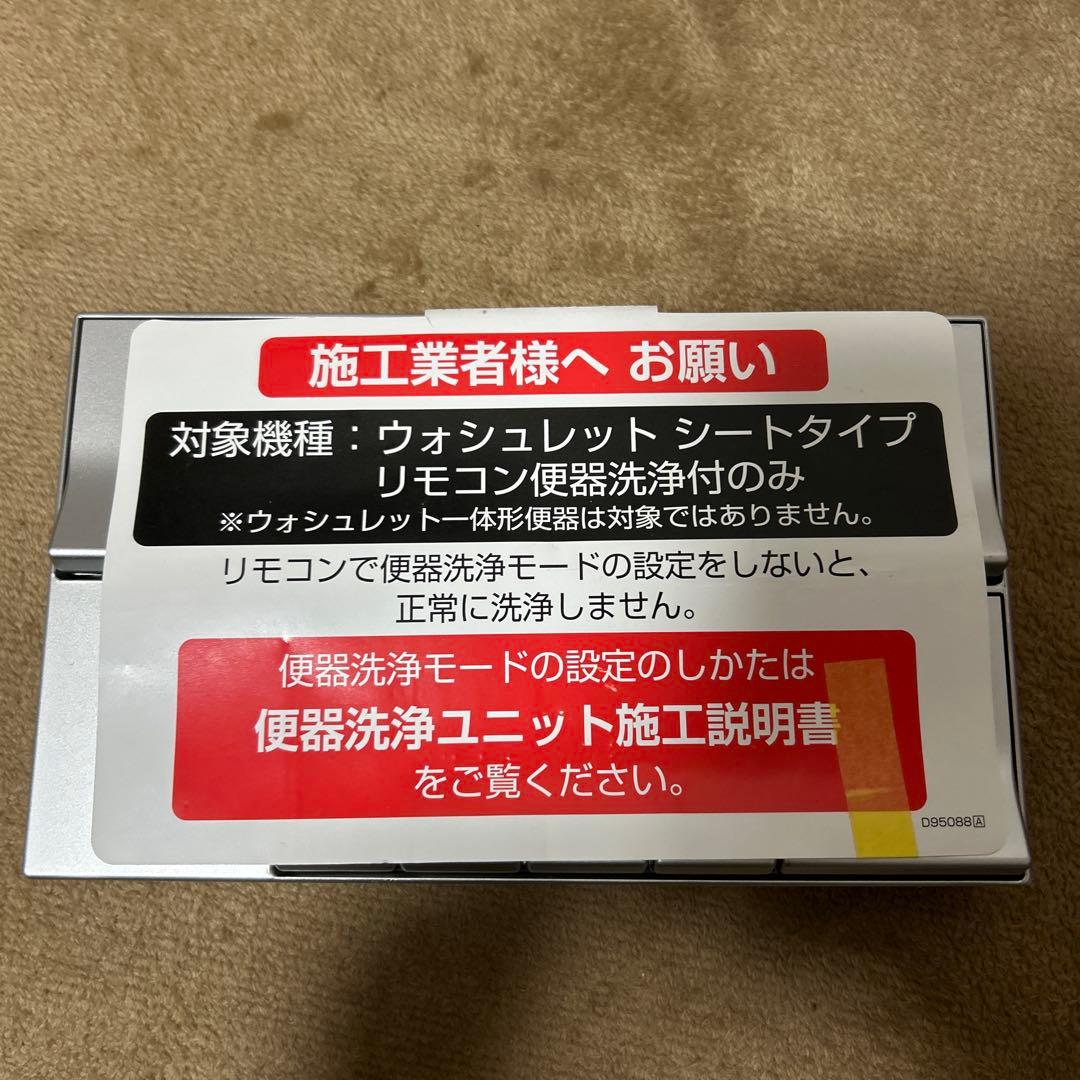 施工業者様へ お願い
対象機種：ウォシュレット シートタイプ
リモコン便器洗浄付のみ
※ウォシュレット一体形便器は対象ではありません。
リモコンで便器洗浄モードの設定をしないと、
正常に洗浄しません。
便器洗浄モードの設定のしかたは
便器洗浄ユニット施工説明書
をご覧ください。
D95088A